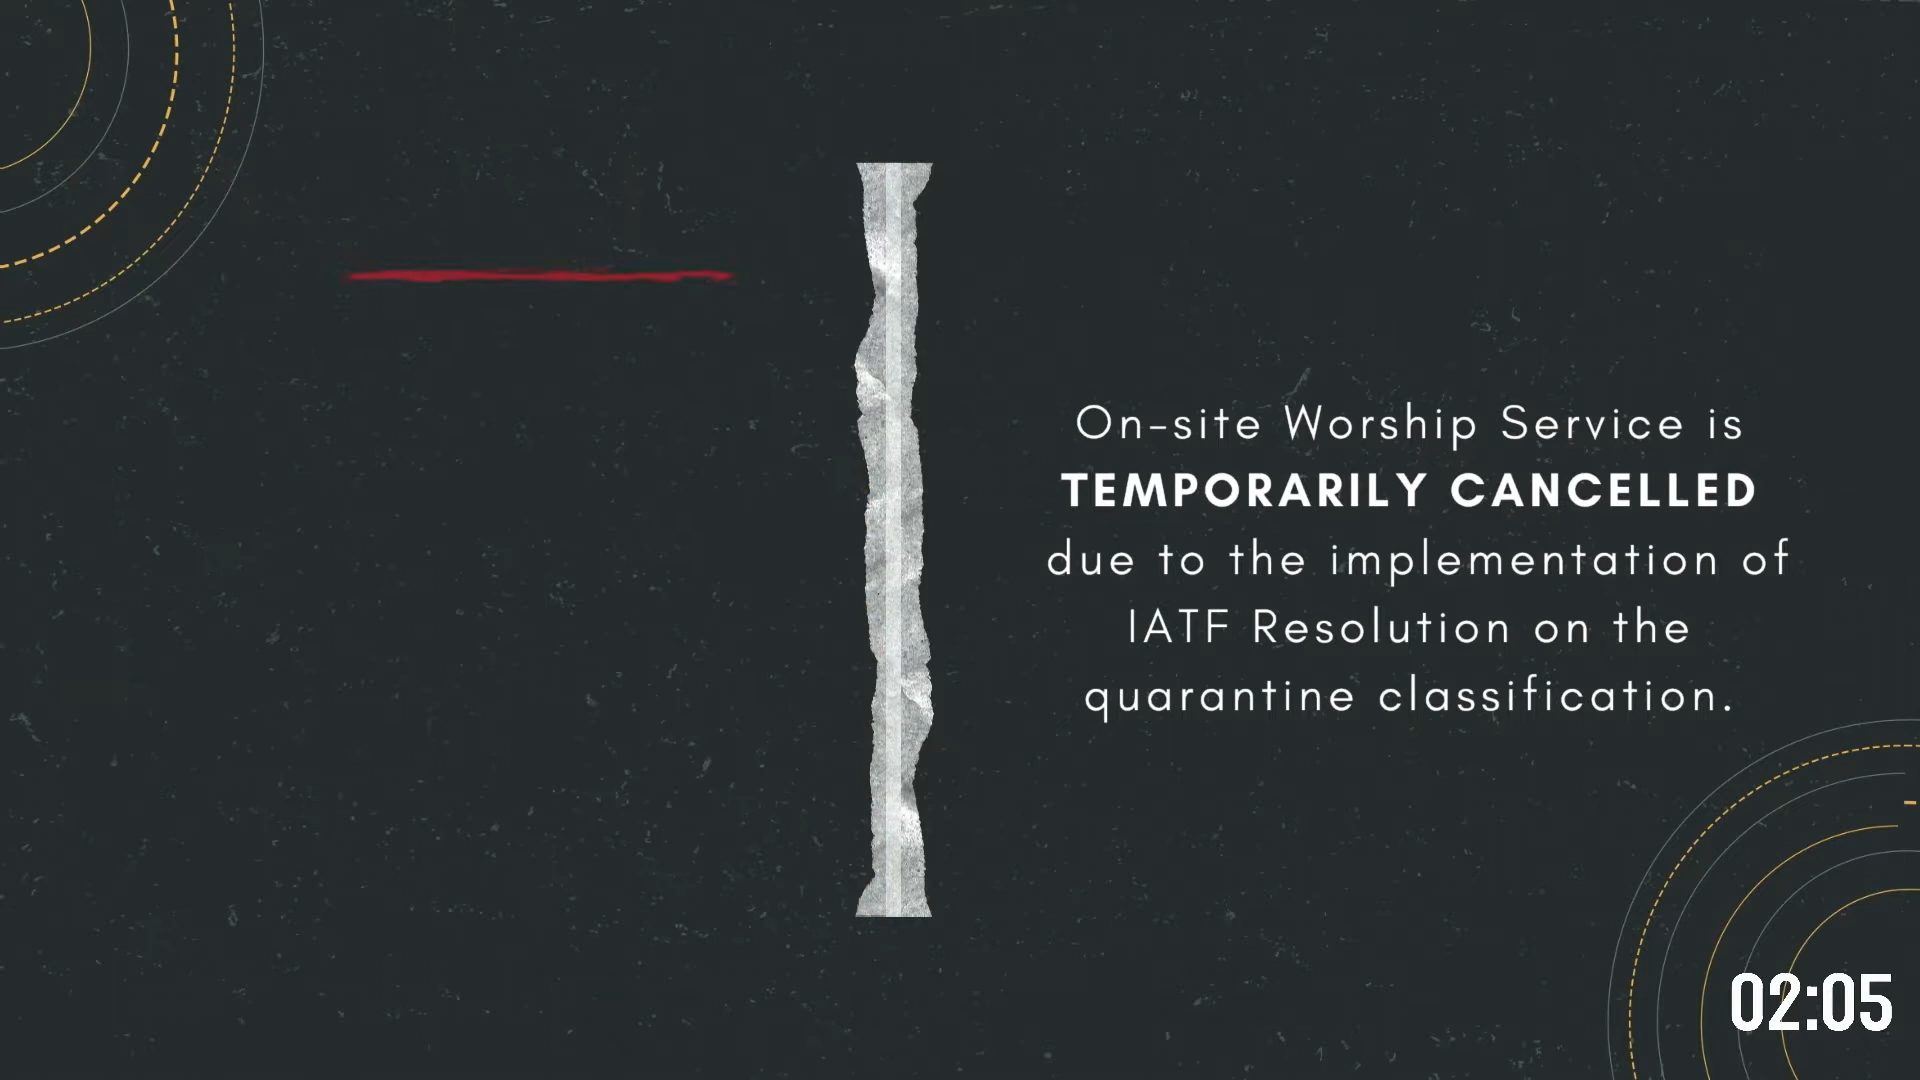 On-site Worship Service is
TEMPORARILY CANCELLED
due to the implementation of
IATF Resolution on the
quarantine classification.
02:05